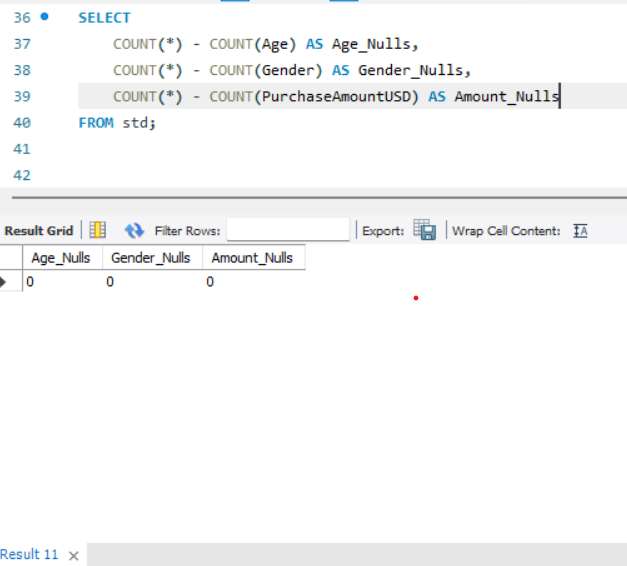 36 SELECT
37 COUNT(*) - COUNT(Age) AS Age_Nulls,
38 COUNT(*) - COUNT(Gender) AS Gender_Nulls,
39 COUNT(*) - COUNT(PurchaseAmountUSD) AS Amount_Nulls
40 FROM std;
41
42
Result Grid Filter Rows: Export: Wrap Cell Content: IA
Age_Nulls Gender_Nulls Amount_Nulls
0 0 0
Result 11 ×